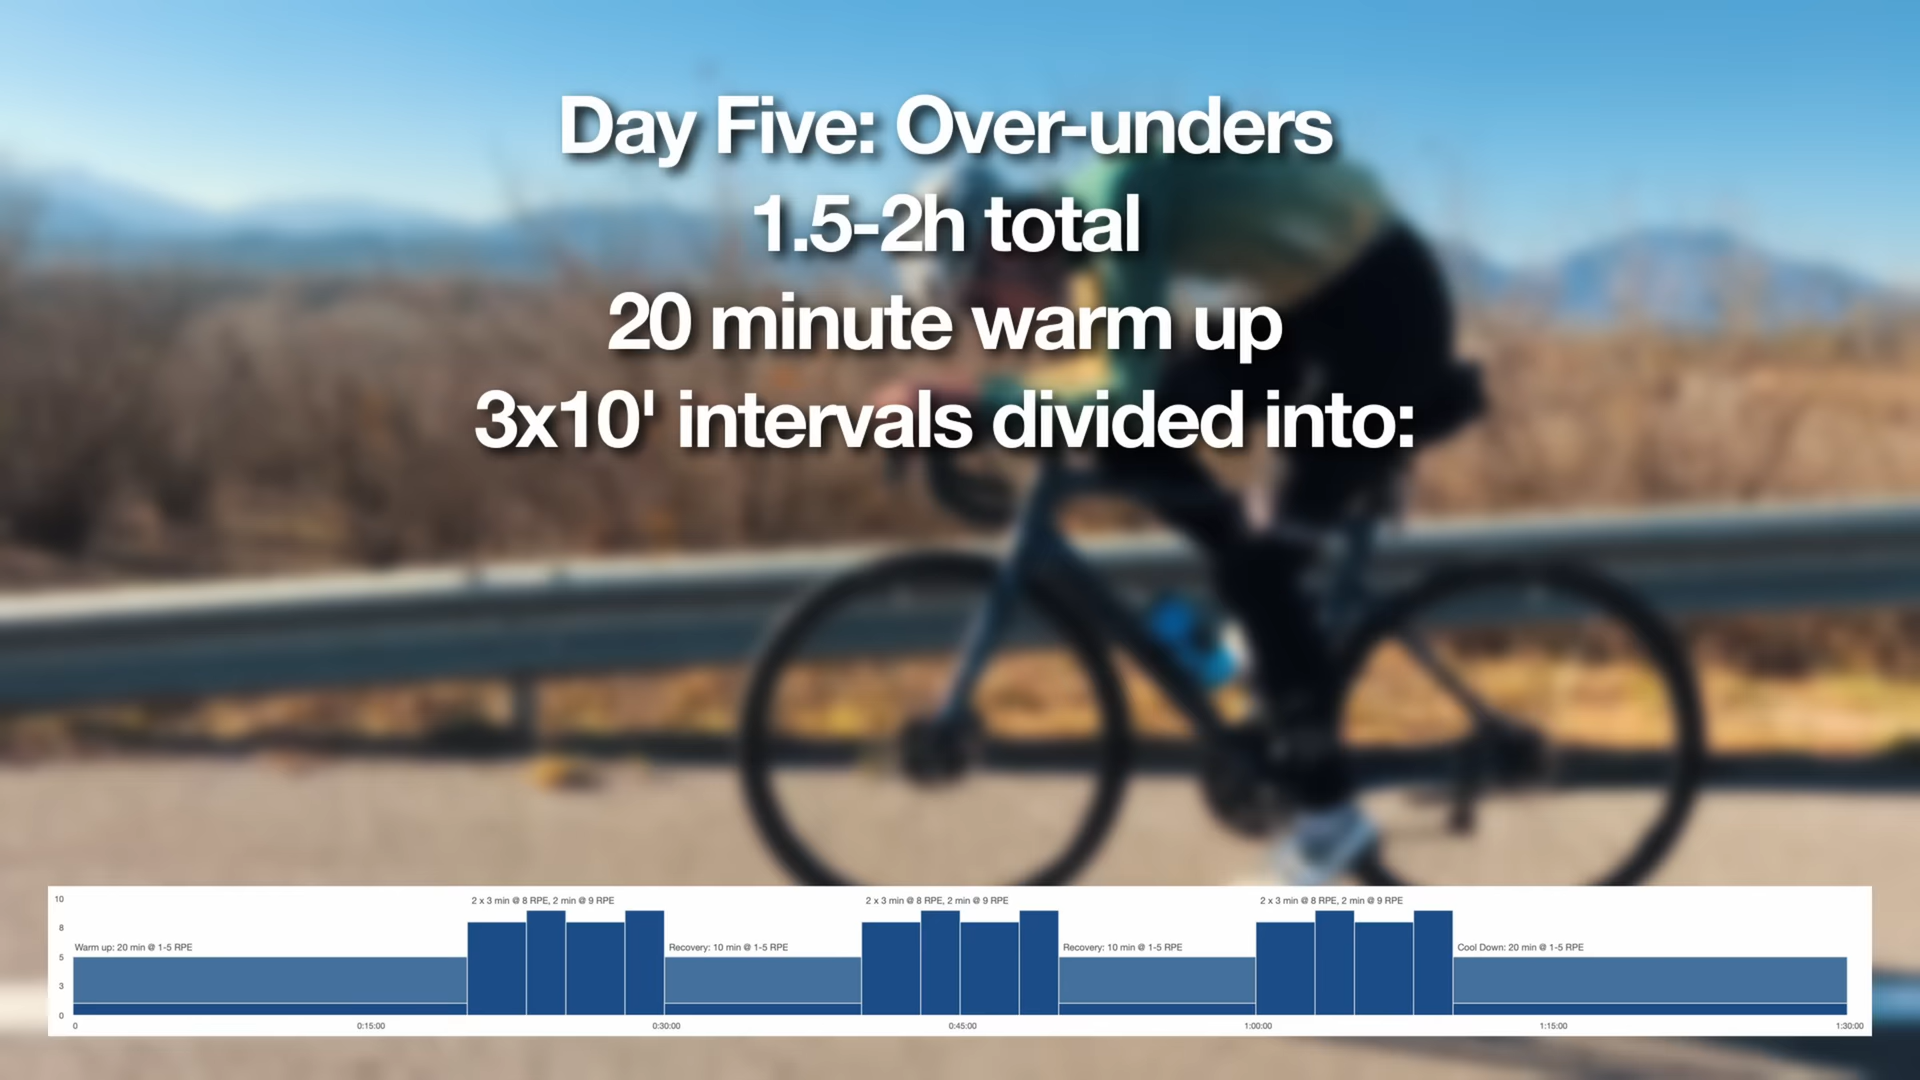 Day Five: Over-unders
1.5-2h total
20 minute warm up
3x10' intervals divided into:
10
8
5
3
0
Warm up: 20 min @ 1-5 RPE
2 x 3 min @ 8 RPE, 2 min @ 9 RPE
Recovery: 10 min @ 1-5 RPE
2 x 3 min @ 8 RPE, 2 min @ 9 RPE
Recovery: 10 min @ 1-5 RPE
2 x 3 min @ 8 RPE, 2 min @ 9 RPE
Cool Down: 20 min @ 1-5 RPE
0 0:15:00 0:30:00 0:45:00 1:00:00 1:15:00 1:30:00